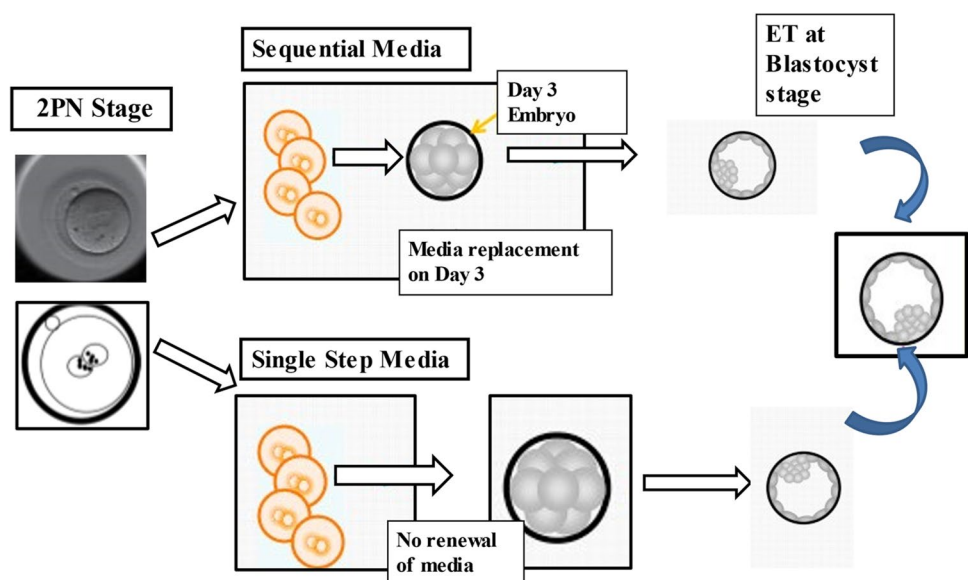 2PN Stage
Sequential Media
Day 3
Embryo
Media replacement
on Day 3
ET at
Blastocyst
stage
Single Step Media
No renewal
of media